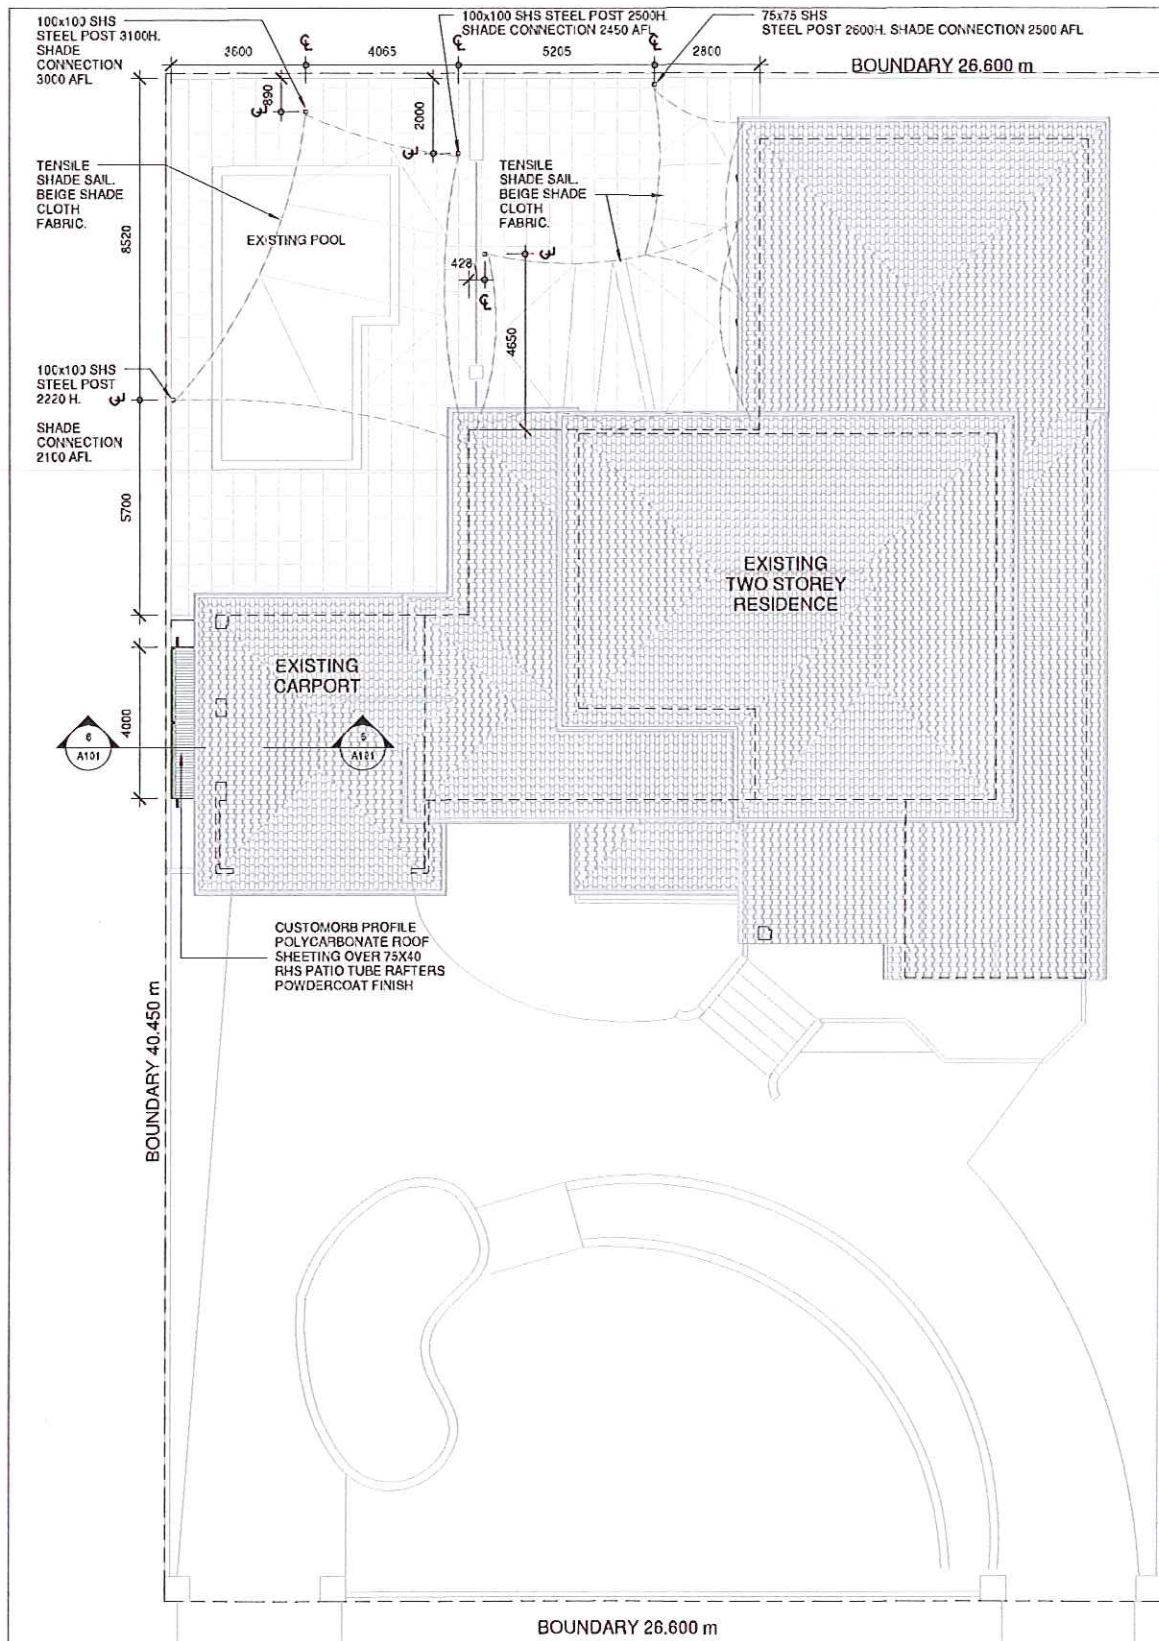 100x100 SHS
STEEL POST 3100H.
SHADE
CONNECTION
3000 AFL
100x100 SHS STEEL POST 2500H.
SHADE CONNECTION 2450 AFL
75x75 SHS
STEEL POST 2600H. SHADE CONNECTION 2500 AFL
3600
4065
5205
2800
BOUNDARY 26.600 m
890
2000
TENSILE
SHADE SAIL.
BEIGE SHADE
CLOTH
FABRIC.
TENSILE
SHADE SAIL.
BEIGE SHADE
CLOTH
FABRIC.
8520
EXISTING POOL
428
4650
100x100 SHS
STEEL POST
2220 H.
SHADE
CONNECTION
2100 AFL
5700
EXISTING
TWO STOREY
RESIDENCE
EXISTING
CARPORT
4000
6
A101
A101
CUSTOMORB PROFILE
POLYCARBONATE ROOF
SHEETING OVER 75X40
RHS PATIO TUBE RAFTERS
POWDERCOAT FINISH
BOUNDARY 40.450 m
BOUNDARY 26.600 m